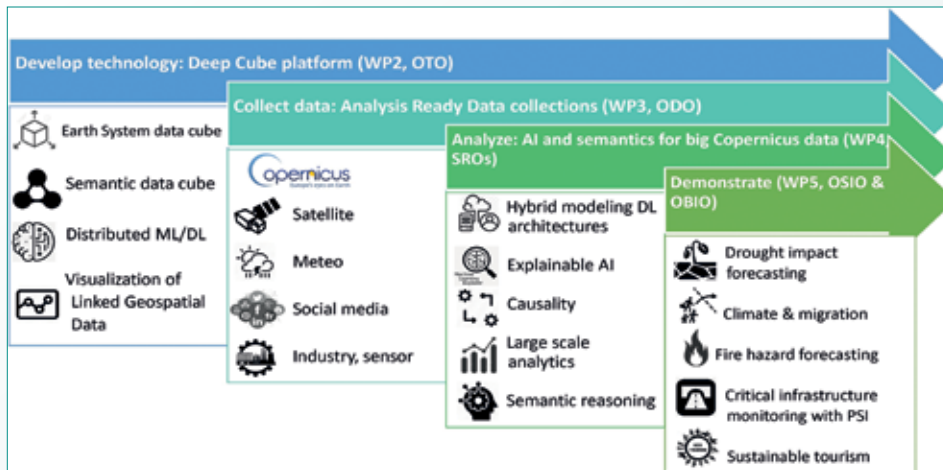 Develop technology: Deep Cube platform (WP2, OTO)
Earth System data cube
Semantic data cube
Distributed ML/DL
Visualization of
Linked Geospatial
Data
Collect data: Analysis Ready Data collections (WP3, ODO)
opernicus
Europe's eyes on Earth
Satellite
Meteo
Social media
Industry, sensor
Analyze: AI and semantics for big Copernicus data (WP4,
SROs)
Hybrid modeling DL
architectures
Explainable AI
Causality
Large scale
analytics
Semantic reasoning
Demonstrate (WP5, OSIO &
OBIO)
Drought impact
forecasting
Climate & migration
Fire hazard forecasting
Critical infrastructure
monitoring with PSI
Sustainable tourism